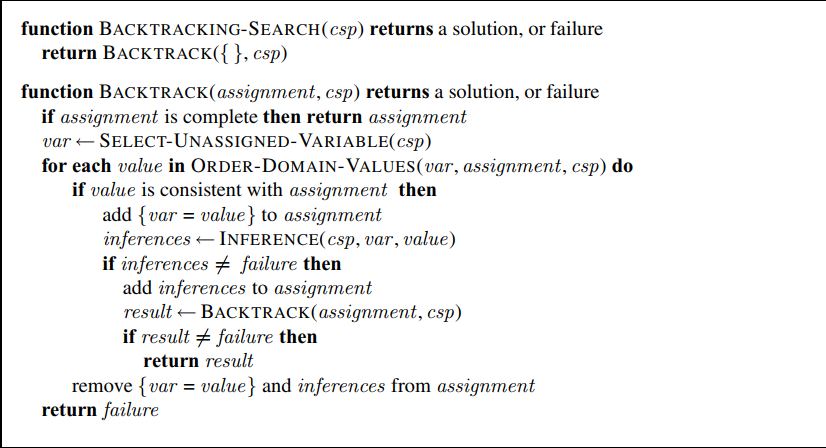 function BACKTRACKING-SEARCH(csp) returns a solution, or failure
return BACKTRACK({ }, csp)
function BACKTRACK(assignment, csp) returns a solution, or failure
if assignment is complete then return assignment
var ← SELECT-UNASSIGNED-VARIABLE(csp)
for each value in ORDER-DOMAIN-VALUES(var, assignment, csp) do
if value is consistent with assignment then
add {var = value} to assignment
inferences ← INFERENCE(csp, var, value)
if inferences ≠ failure then
add inferences to assignment
result ← BACKTRACK(assignment, csp)
if result ≠ failure then
return result
remove {var = value} and inferences from assignment
return failure